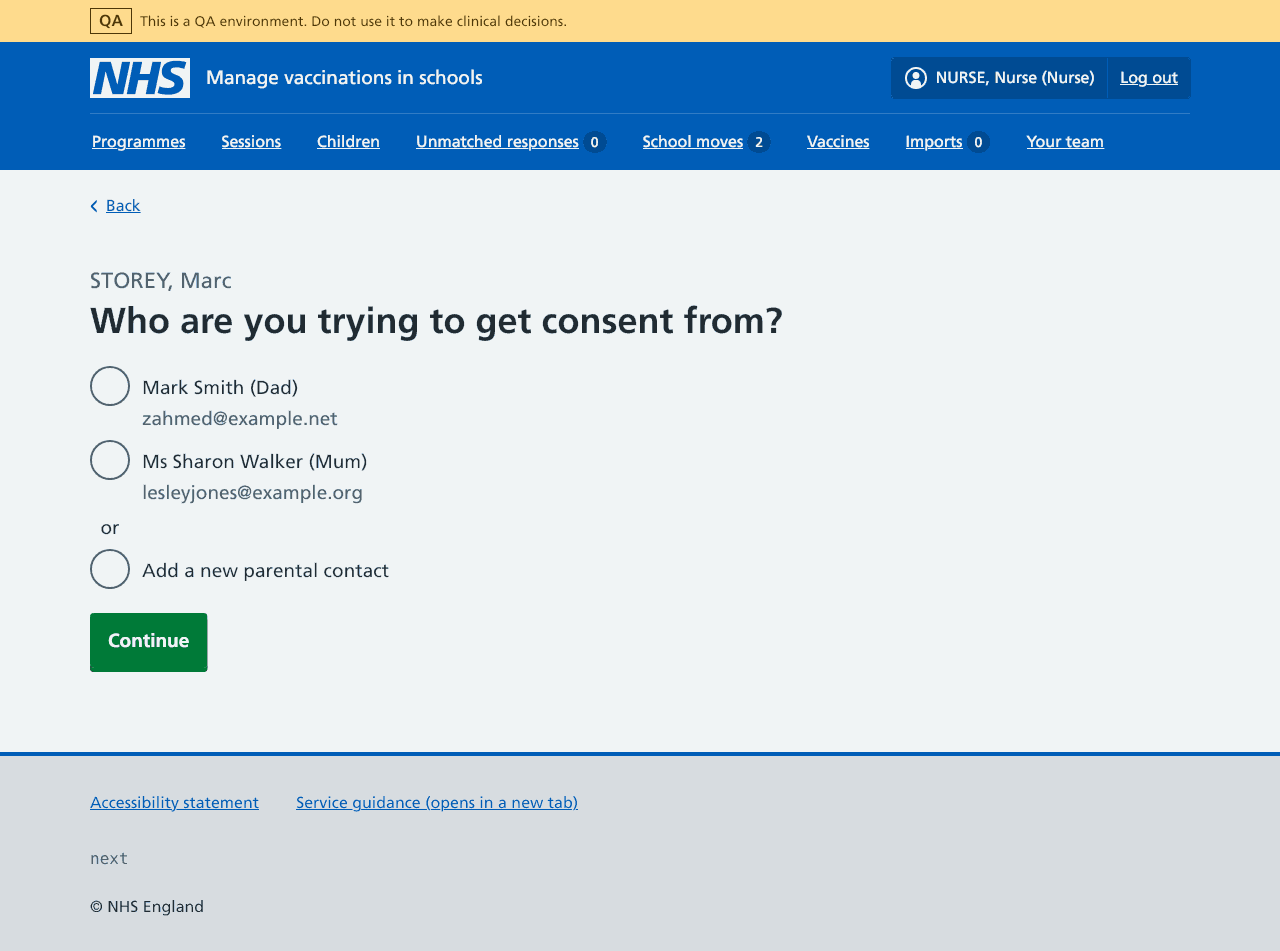 QA This is a QA environment. Do not use it to make clinical decisions.
NHS Manage vaccinations in schools NURSE, Nurse (Nurse) Log out
Programmes Sessions Children Unmatched responses 0 School moves 2 Vaccines Imports 0 Your team
Back
STOREY, Marc
Who are you trying to get consent from?
Mark Smith (Dad)
zahmed@example.net
Ms Sharon Walker (Mum)
lesleyjones@example.org
or
Add a new parental contact
Continue
Accessibility statement Service guidance (opens in a new tab)
next
© NHS England